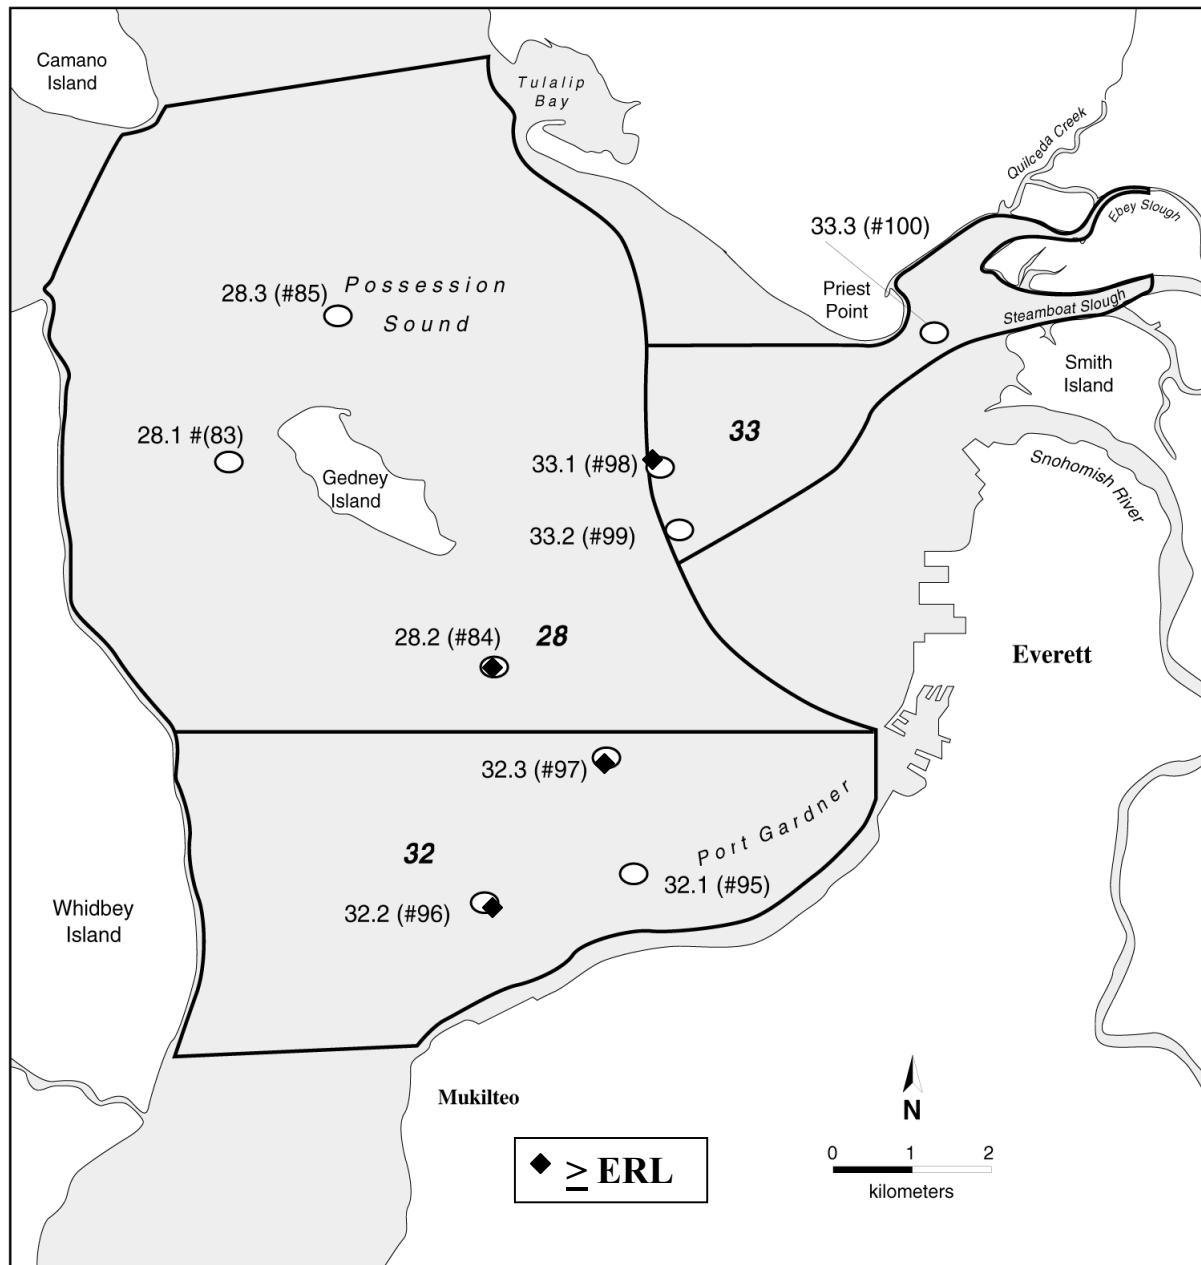 Camano
Island
Tulalip
Bay
Quilceda Creek
Ebey Slough
33.3 (#100)
Priest
Point
Steamboat Slough
28.3 (#85)
Possession
Sound
Smith
Island
28.1 #(83)
33
Gedney
Island
33.1 (#98)
Snohomish River
33.2 (#99)
28.2 (#84)
28
Everett
32.3 (#97)
Port Gardner
32
32.1 (#95)
32.2 (#96)
Whidbey
Island
Mukilteo
N
≥ ERL
0 1 2
kilometers